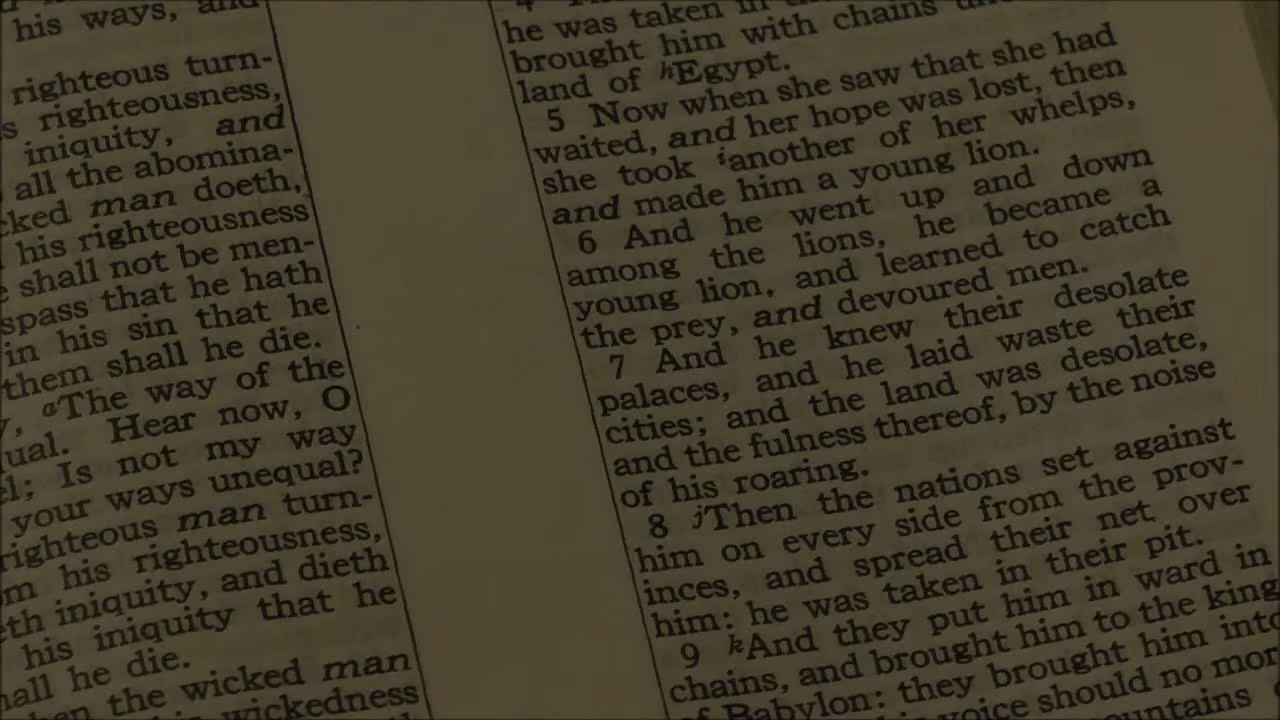 his ways, and
righteous turn-
righteousness,
iniquity, and
all the abomina-
man doeth,
his righteousness
shall not be men-
that he hath
in his sin that he
them shall he die.
aThe way of the
Hear now, O
Is not my way
your ways unequal?
righteous man turn-
his righteousness,
iniquity, and dieth
his iniquity that he
he die.
the wicked man
wickedness
4
he was taken in
brought him with chains
land of hEgypt.
5 Now when she saw that she had
waited, and her hope was lost, then
she took ianother of her whelps,
and made him a young lion.
6 And he went up and down
among the lions, he became a
young lion, and learned to catch
the prey, and devoured men.
7 And he knew their desolate
palaces, and he laid waste their
cities; and the land was desolate,
and the fulness thereof, by the noise
of his roaring.
8 jThen the nations set against
him on every side from the prov-
inces, and spread their net over
him: he was taken in their pit.
9 kAnd they put him in ward in
chains, and brought him to the king
of Babylon: they brought him into
voice should no mor